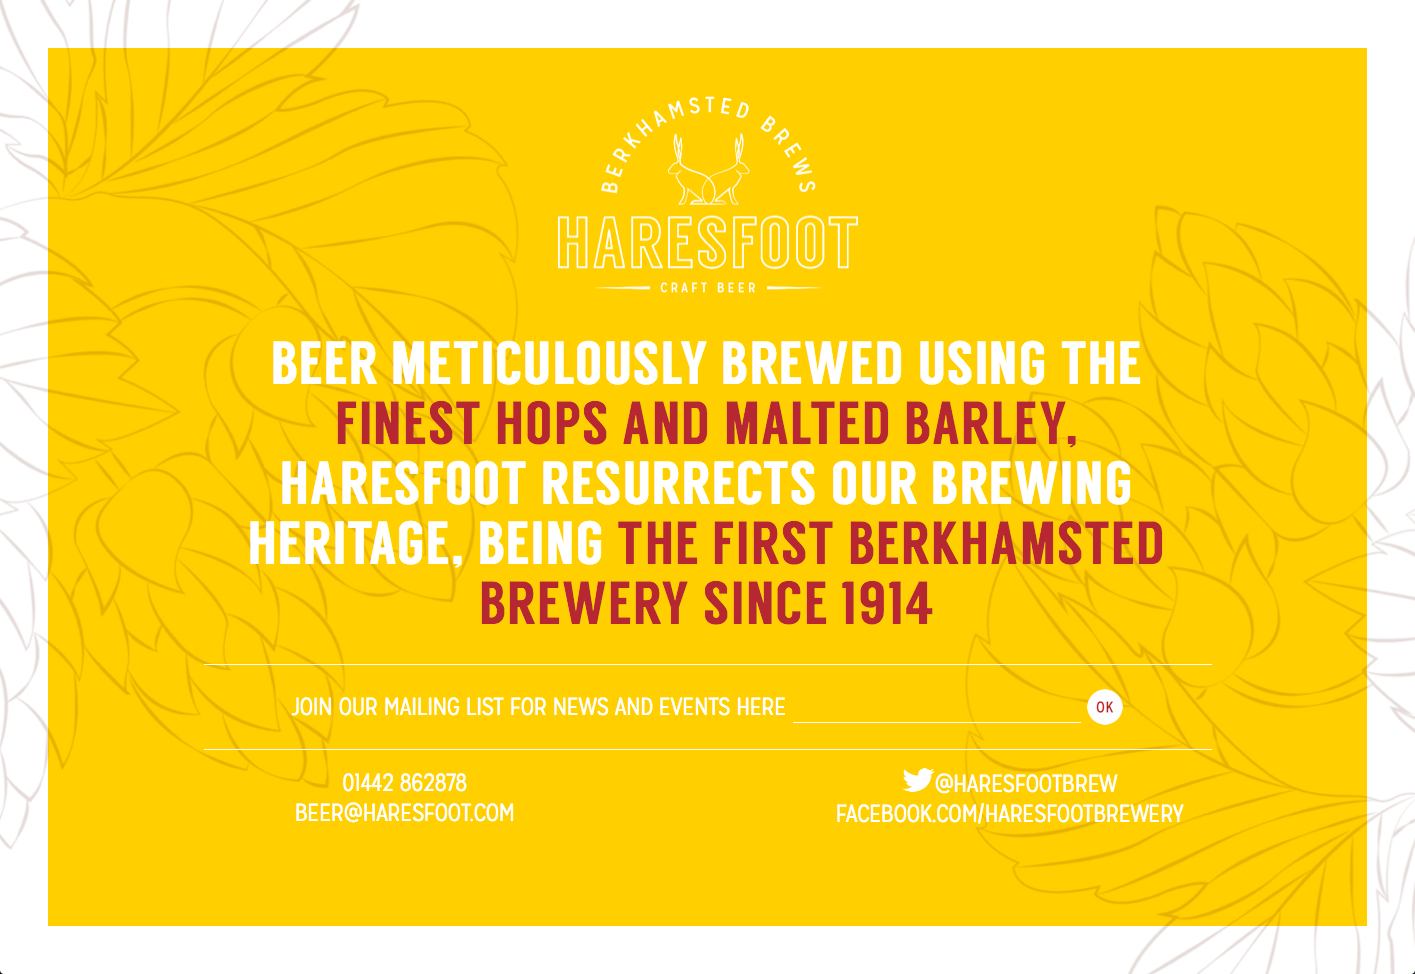 BERKHAMSTED BREWS
HARESFOOT
CRAFT BEER
BEER METICULOUSLY BREWED USING THE
FINEST HOPS AND MALTED BARLEY,
HARESFOOT RESURRECTS OUR BREWING
HERITAGE, BEING THE FIRST BERKHAMSTED
BREWERY SINCE 1914
JOIN OUR MAILING LIST FOR NEWS AND EVENTS HERE
OK
01442 862878
BEER@HARESFOOT.COM
@HARESFOOTBREW
FACEBOOK.COM/HARESFOOTBREWERY